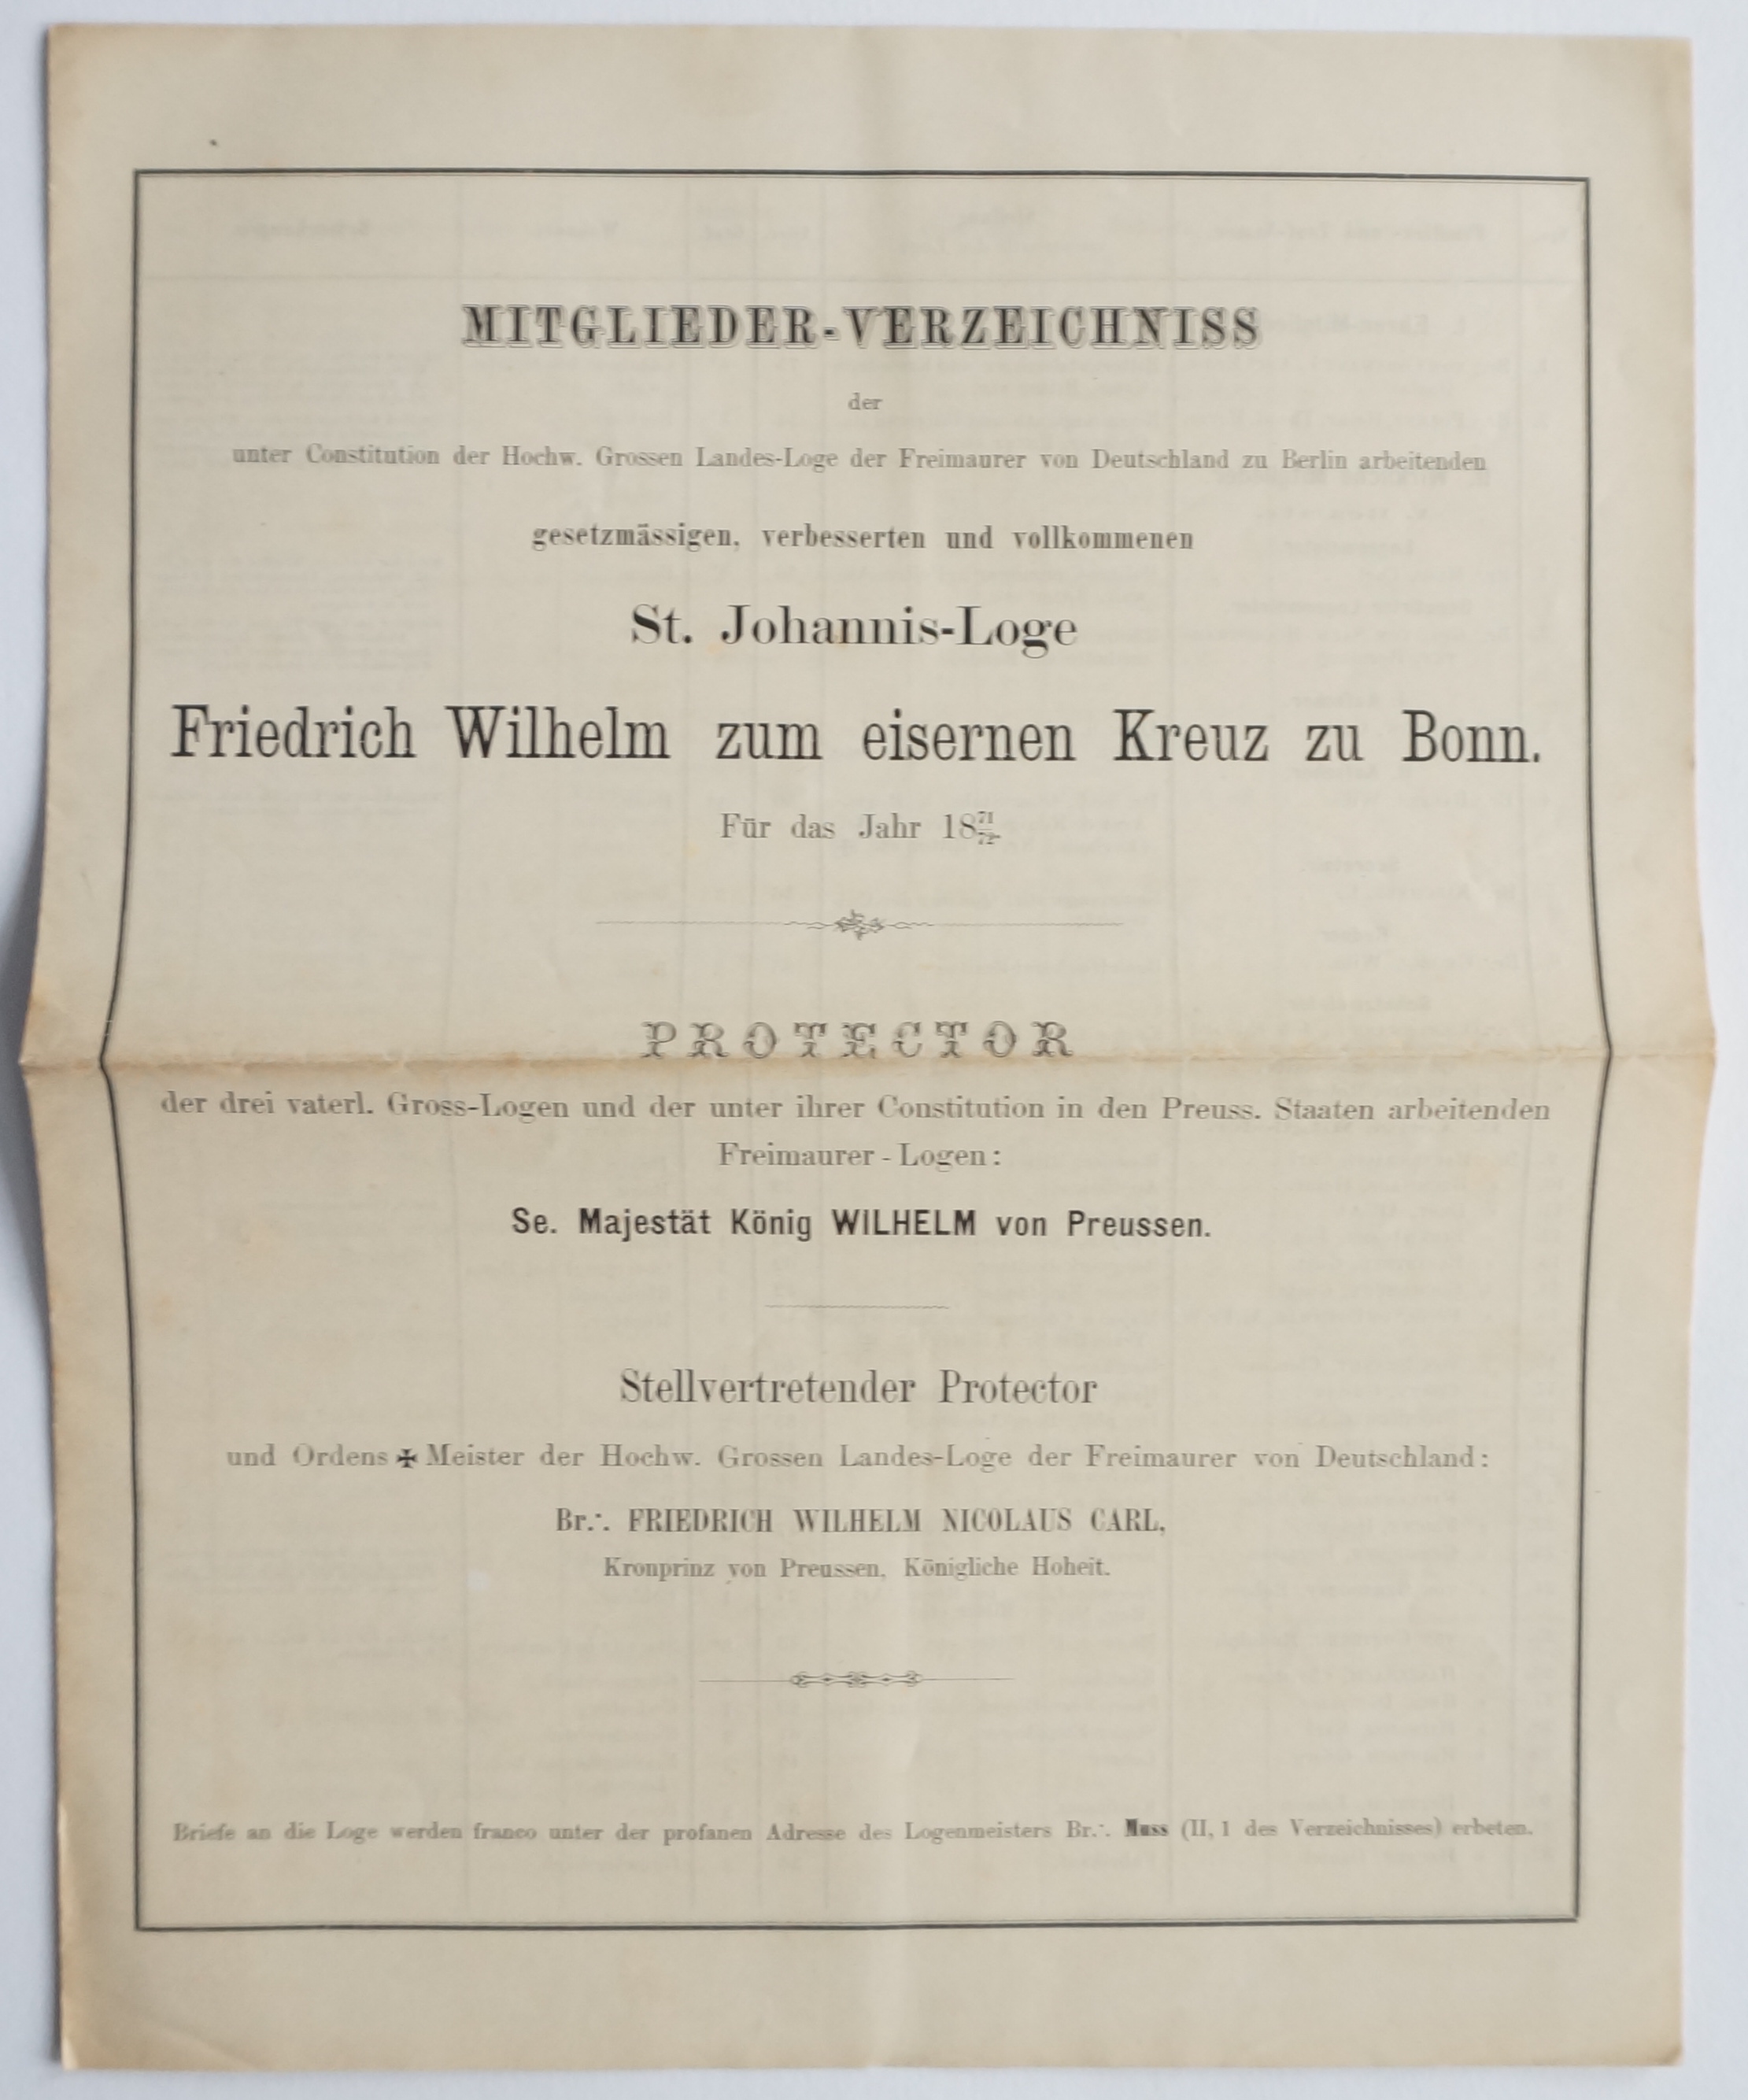 MITGLIEDER-VERZEICHNISS
der
unter Constitution der Hochw. Grossen Landes-Loge der Freimaurer von Deutschland zu Berlin arbeitenden
gesetzmässigen, verbesserten und vollkommenen
St. Johannis-Loge
Friedrich Wilhelm zum eisernen Kreuz zu Bonn.
Für das Jahr 18 71/72.
PROTECTOR
der drei vaterl. Gross-Logen und der unter ihrer Constitution in den Preuss. Staaten arbeitenden
Freimaurer - Logen:
Se. Majestät König WILHELM von Preussen.
Stellvertretender Protector
und Ordens ✠ Meister der Hochw. Grossen Landes-Loge der Freimaurer von Deutschland:
Br.∴ FRIEDRICH WILHELM NICOLAUS CARL,
Kronprinz von Preussen, Königliche Hoheit.
Briefe an die Loge werden franco unter der profanen Adresse des Logenmeisters Br.∴ (II, 1 des Verzeichnisses) erbeten.